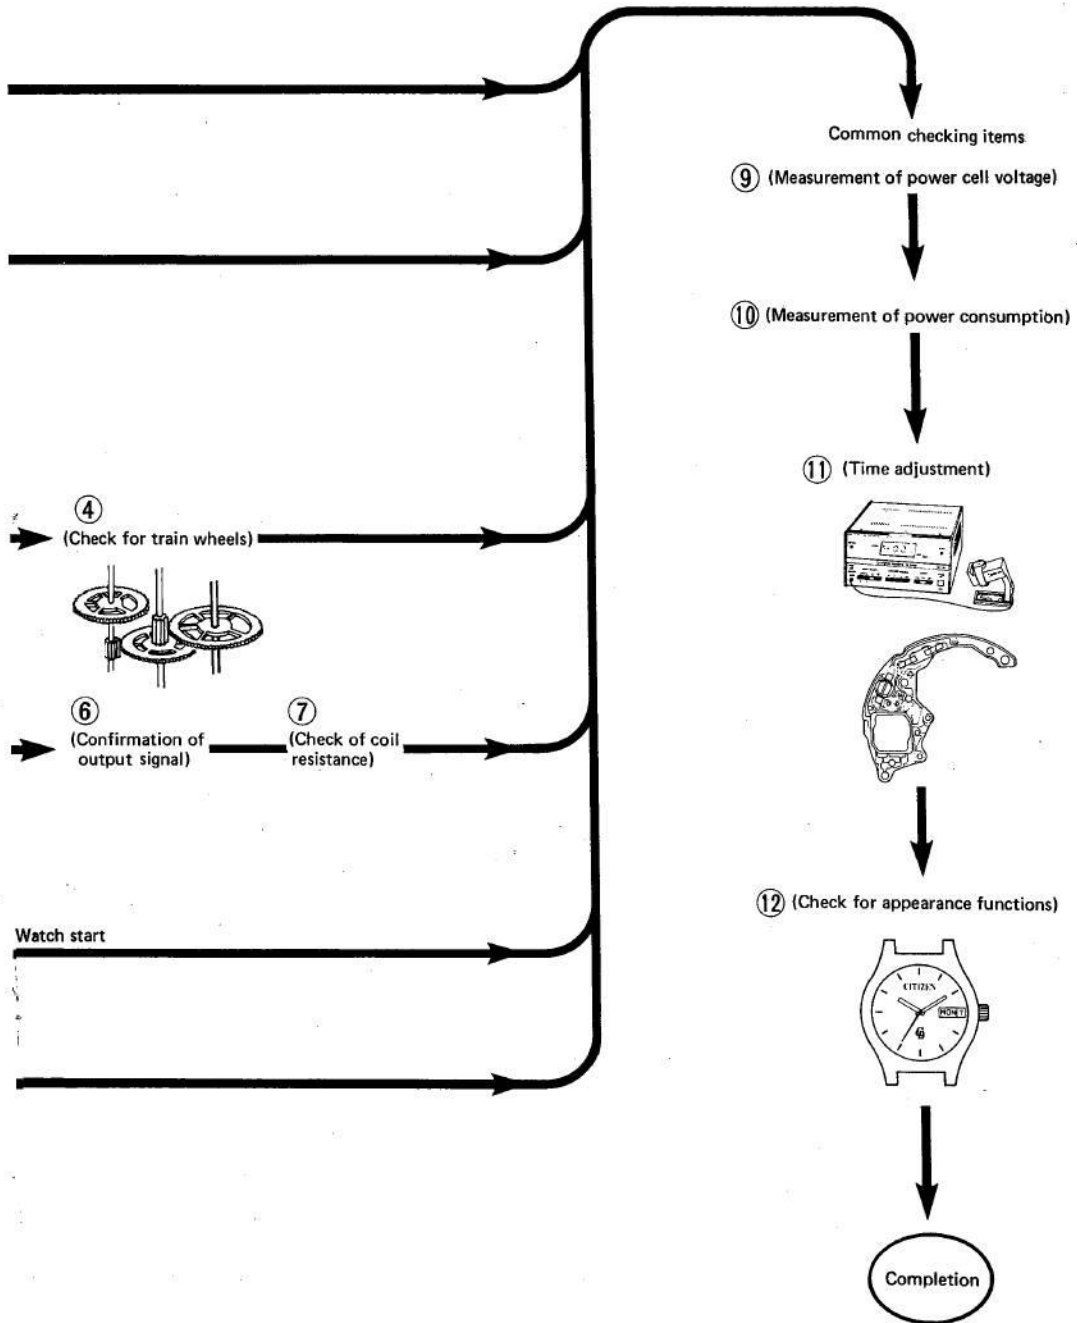 Common checking items
⑨ (Measurement of power cell voltage)
⑩ (Measurement of power consumption)
⑪ (Time adjustment)
④
(Check for train wheels)
⑥
(Confirmation of
output signal)
⑦
(Check of coil
resistance)
⑫ (Check for appearance functions)
Watch start
CITIZEN
MON
Completion